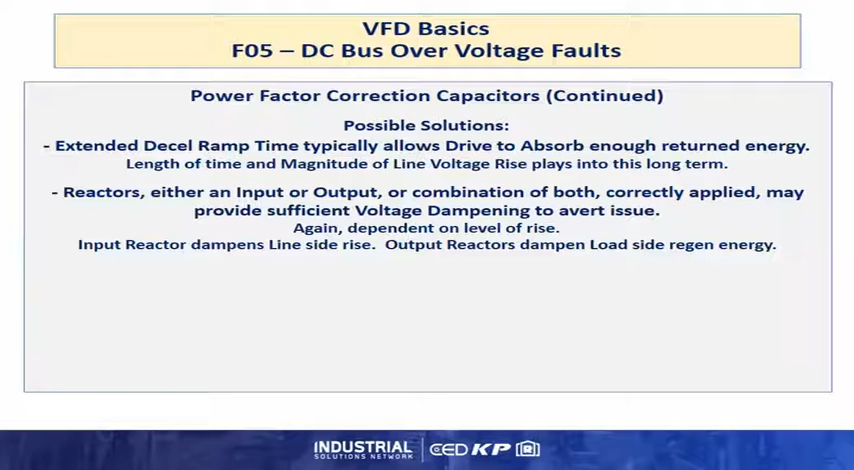 VFD Basics
F05 – DC Bus Over Voltage Faults
Power Factor Correction Capacitors (Continued)
Possible Solutions:
- Extended Decel Ramp Time typically allows Drive to Absorb enough returned energy.
Length of time and Magnitude of Line Voltage Rise plays into this long term.
- Reactors, either an Input or Output, or combination of both, correctly applied, may
provide sufficient Voltage Dampening to avert issue.
Again, dependent on level of rise.
Input Reactor dampens Line side rise.  Output Reactors dampen Load side regen energy.
INDUSTRIAL
SOLUTIONS NETWORK
CED KP R